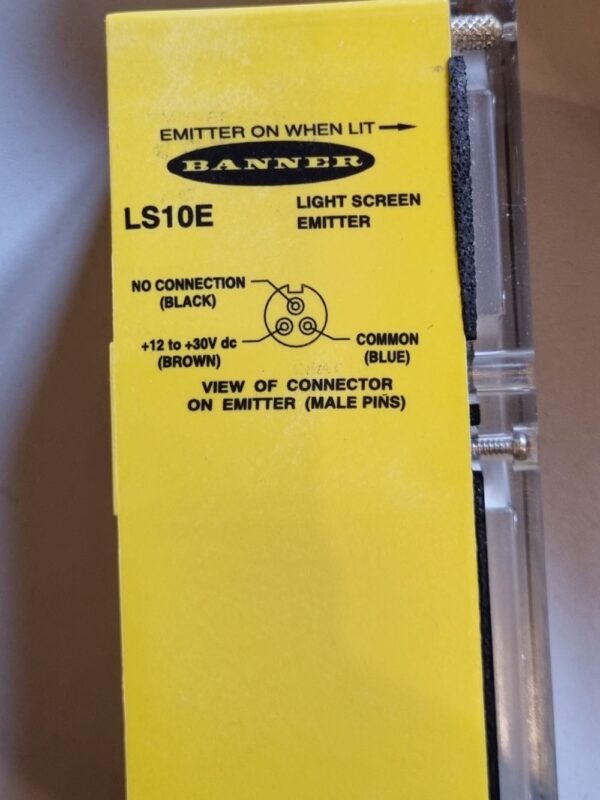 EMITTER ON WHEN LIT →
BANNER
LS10E
LIGHT SCREEN
EMITTER
NO CONNECTION
(BLACK)
+12 to +30V dc
(BROWN)
COMMON
(BLUE)
VIEW OF CONNECTOR
ON EMITTER (MALE PINS)